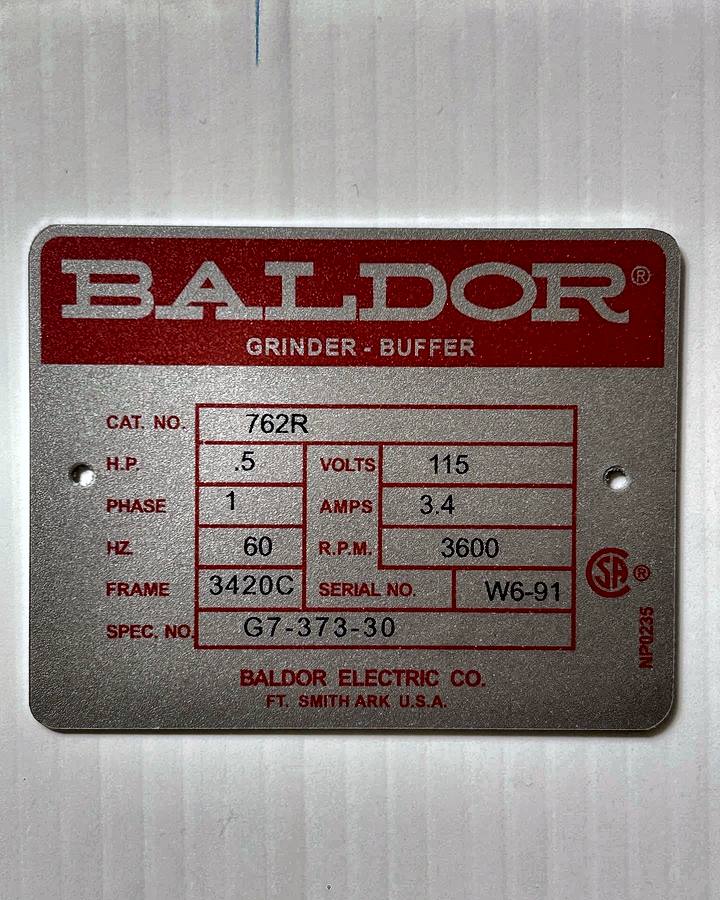 BALDOR®
GRINDER - BUFFER
CAT. NO. 762R
H.P. .5 VOLTS 115
PHASE 1 AMPS 3.4
HZ. 60 R.P.M. 3600
FRAME 3420C SERIAL NO. W6-91
SPEC. NO. G7-373-30
SA ®
NP0235
BALDOR ELECTRIC CO.
FT. SMITH ARK U.S.A.